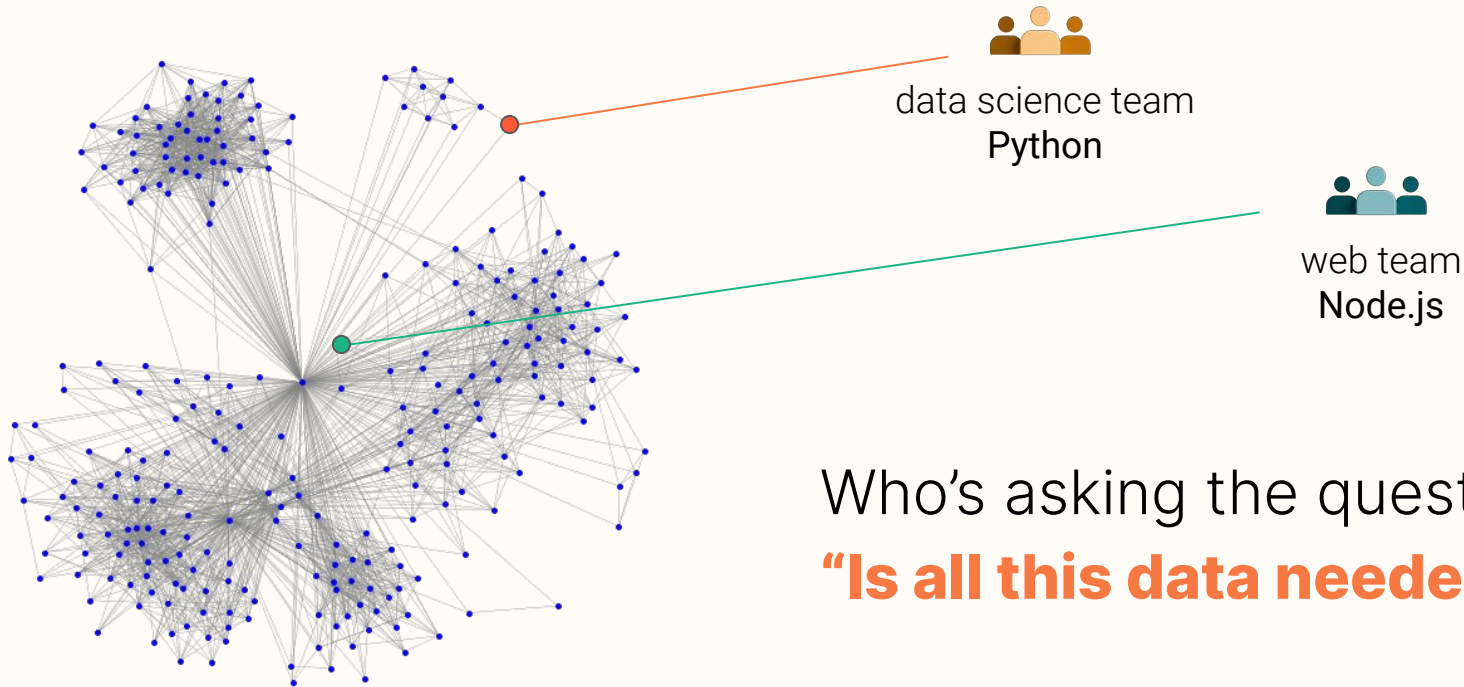 data science team
Python
web team
Node.js
Who’s asking the quest
“Is all this data neede